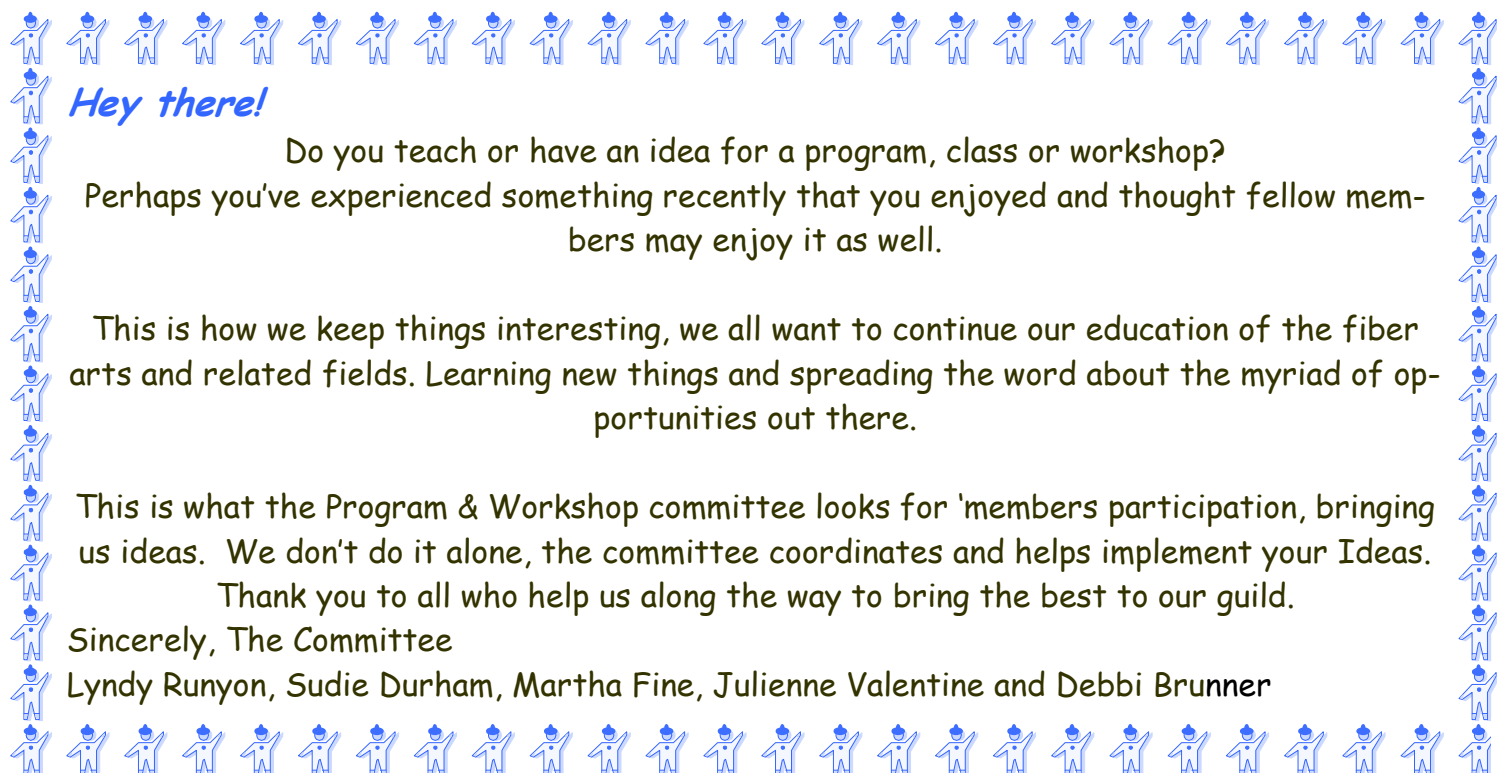 Hey there!
Do you teach or have an idea for a program, class or workshop?
Perhaps you've experienced something recently that you enjoyed and thought fellow mem-
bers may enjoy it as well.
This is how we keep things interesting, we all want to continue our education of the fiber
arts and related fields. Learning new things and spreading the word about the myriad of op-
portunities out there.
This is what the Program & Workshop committee looks for ‘members participation, bringing
us ideas.  We don't do it alone, the committee coordinates and helps implement your Ideas.
Thank you to all who help us along the way to bring the best to our guild.
Sincerely, The Committee
Lyndy Runyon, Sudie Durham, Martha Fine, Julienne Valentine and Debbi Brunner